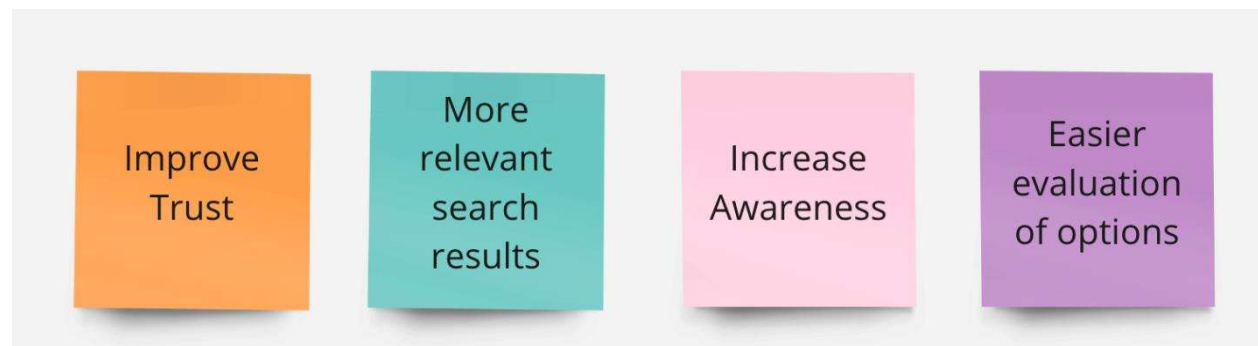 Improve
Trust
More
relevant
search
results
Increase
Awareness
Easier
evaluation
of options